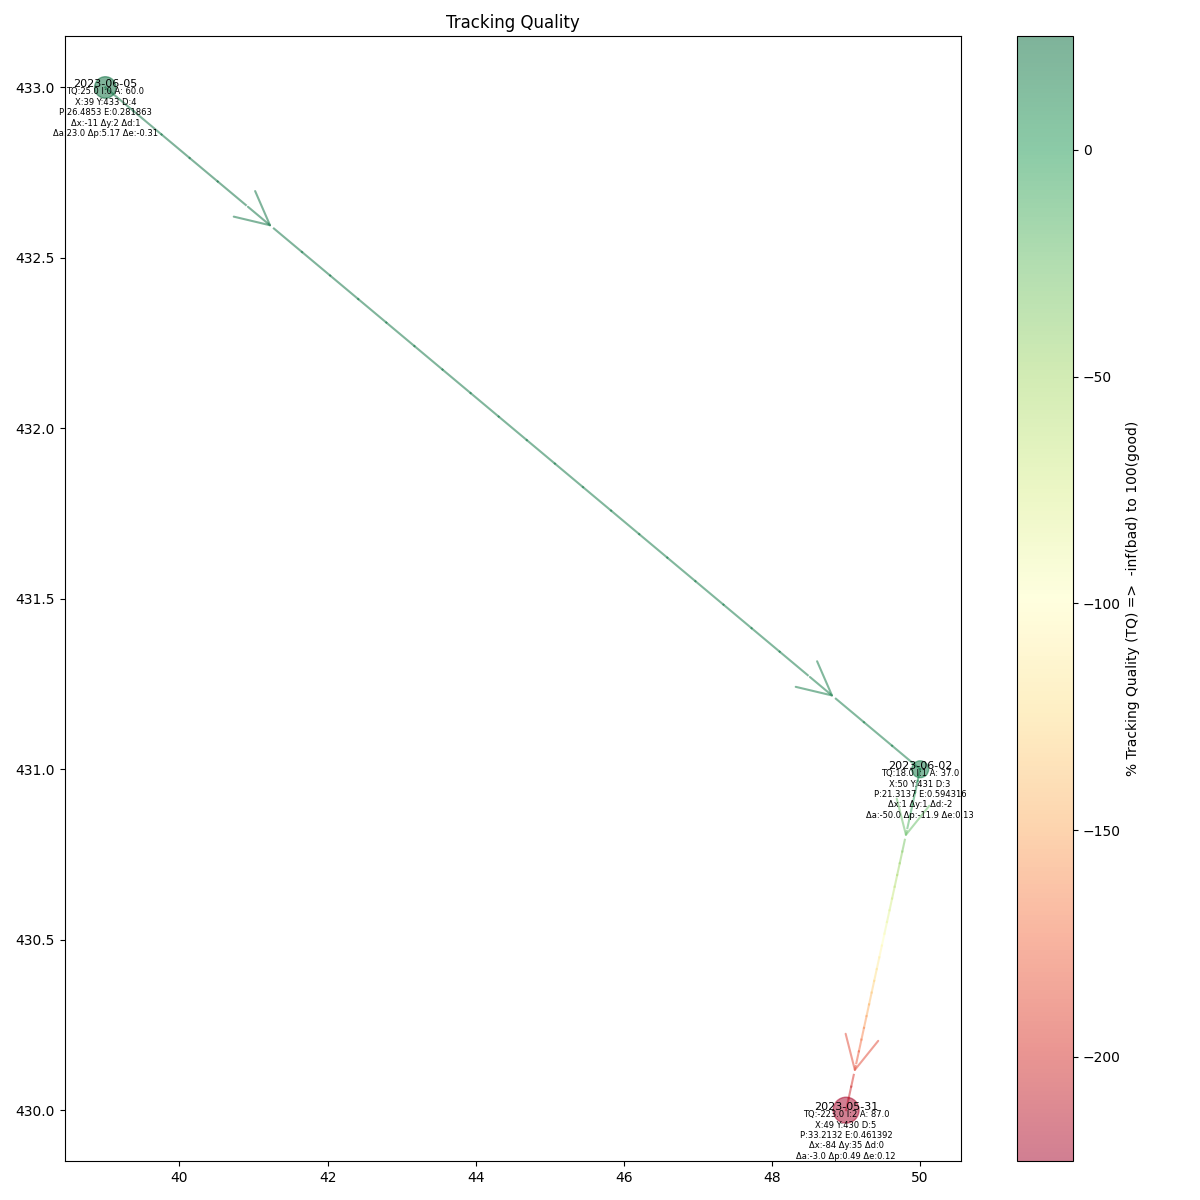 Tracking Quality
433.0
432.5
432.0
431.5
431.0
430.5
430.0
40
42
44
46
48
50
2023-06-05
TQ:25.0 I:0 A: 60.0
X:39 Y:433 D:4
P:26.4853 E:0.281863
Δx:-11 Δy:2 Δd:1
Δa:23.0 Δp:5.17 Δe:-0.31
2023-06-02
TQ:18.0 I:1 A: 37.0
X:50 Y:431 D:3
P:21.3137 E:0.594316
Δx:1 Δy:1 Δd:-2
Δa:-50.0 Δp:-11.9 Δe:0.13
2023-05-31
TQ:-223.0 I:2 A: 87.0
X:49 Y:430 D:5
P:33.2132 E:0.461392
Δx:-84 Δy:35 Δd:0
Δa:-3.0 Δp:0.49 Δe:0.12
0
−50
−100
−150
−200
% Tracking Quality (TQ) => -inf(bad) to 100(good)